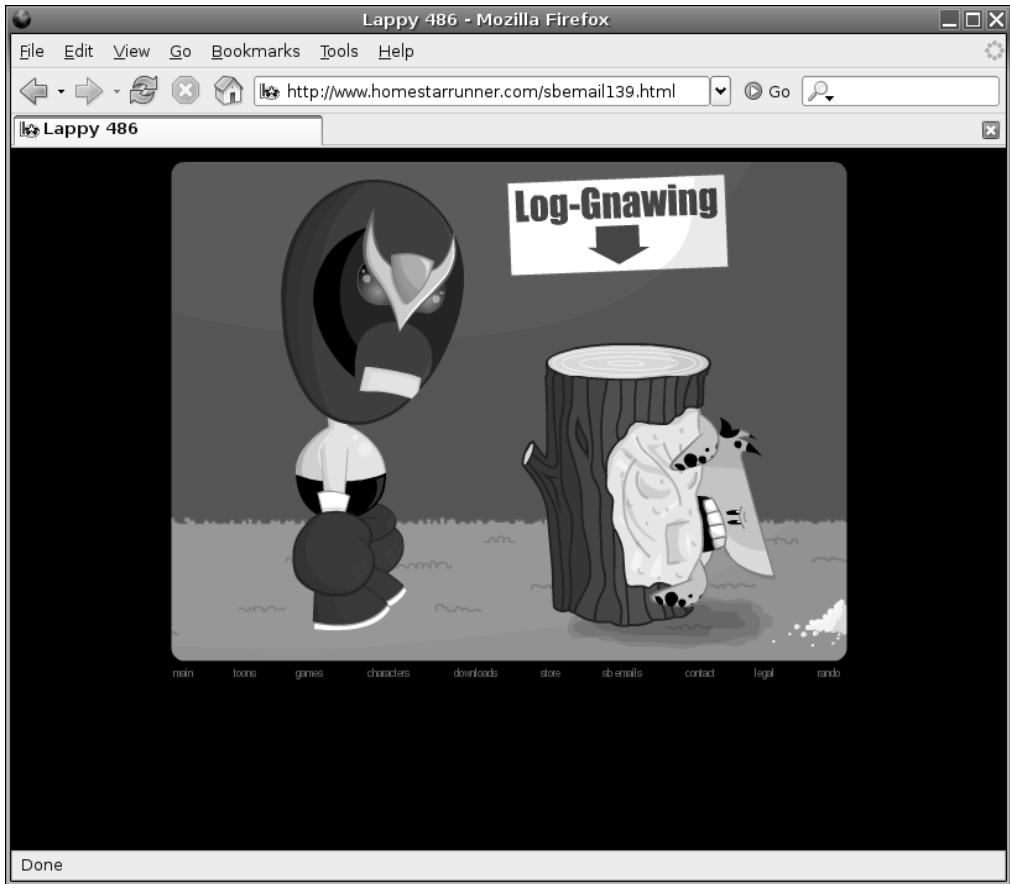 Lappy 486 - Mozilla Firefox
File Edit View Go Bookmarks Tools Help
http://www.homestarrunner.com/sbemail139.html Go
Lappy 486
Log-Gnawing
main toons games characters downloads store sb emails contact legal rando
Done